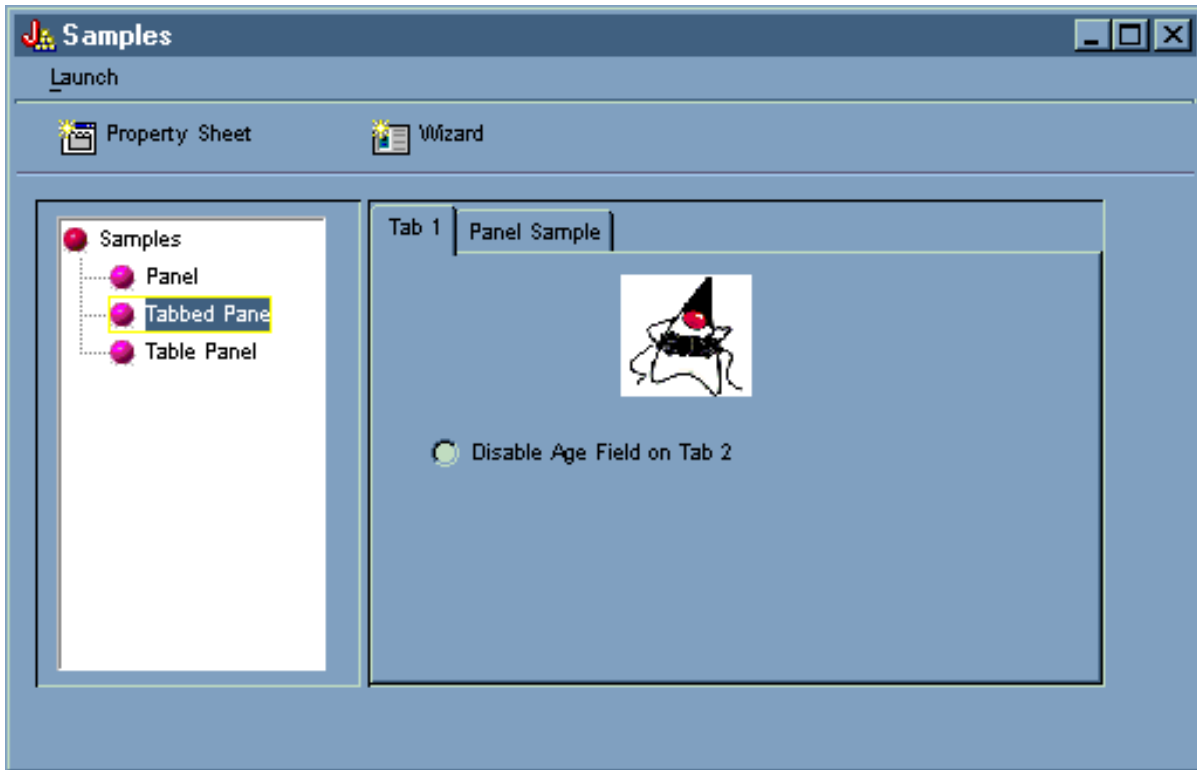 Samples
Launch
Property Sheet Wizard
Samples
Panel
Tabbed Pane
Table Panel
Tab 1 Panel Sample
Disable Age Field on Tab 2